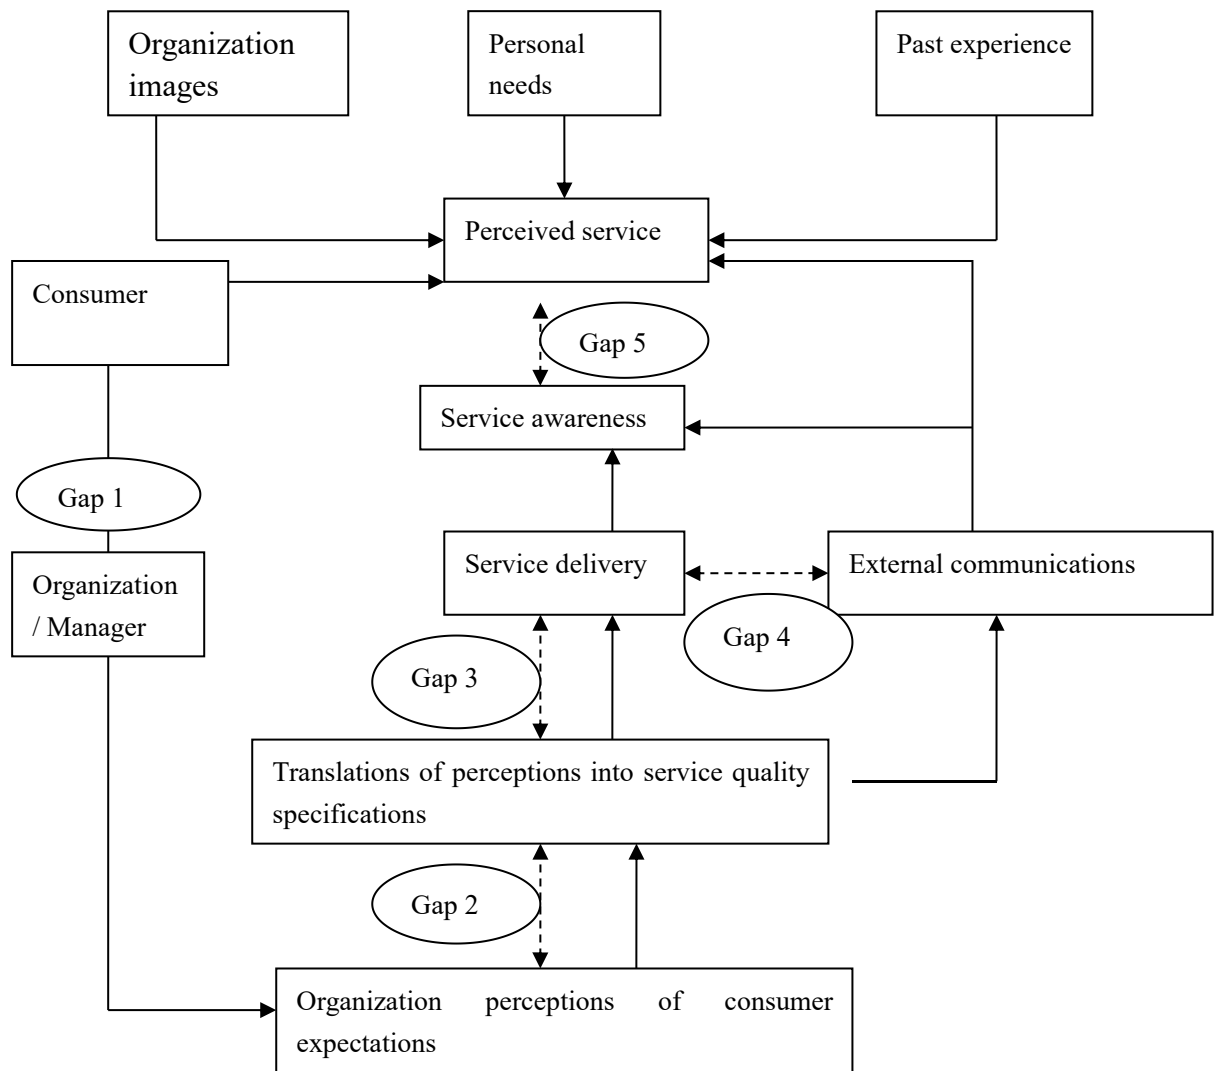 Organization
images
Personal
needs
Past experience
Perceived service
Consumer
Gap 5
Service awareness
Gap 1
Organization
/ Manager
Service delivery
External communications
Gap 4
Gap 3
Translations of perceptions into service quality
specifications
Gap 2
Organization perceptions of consumer
expectations